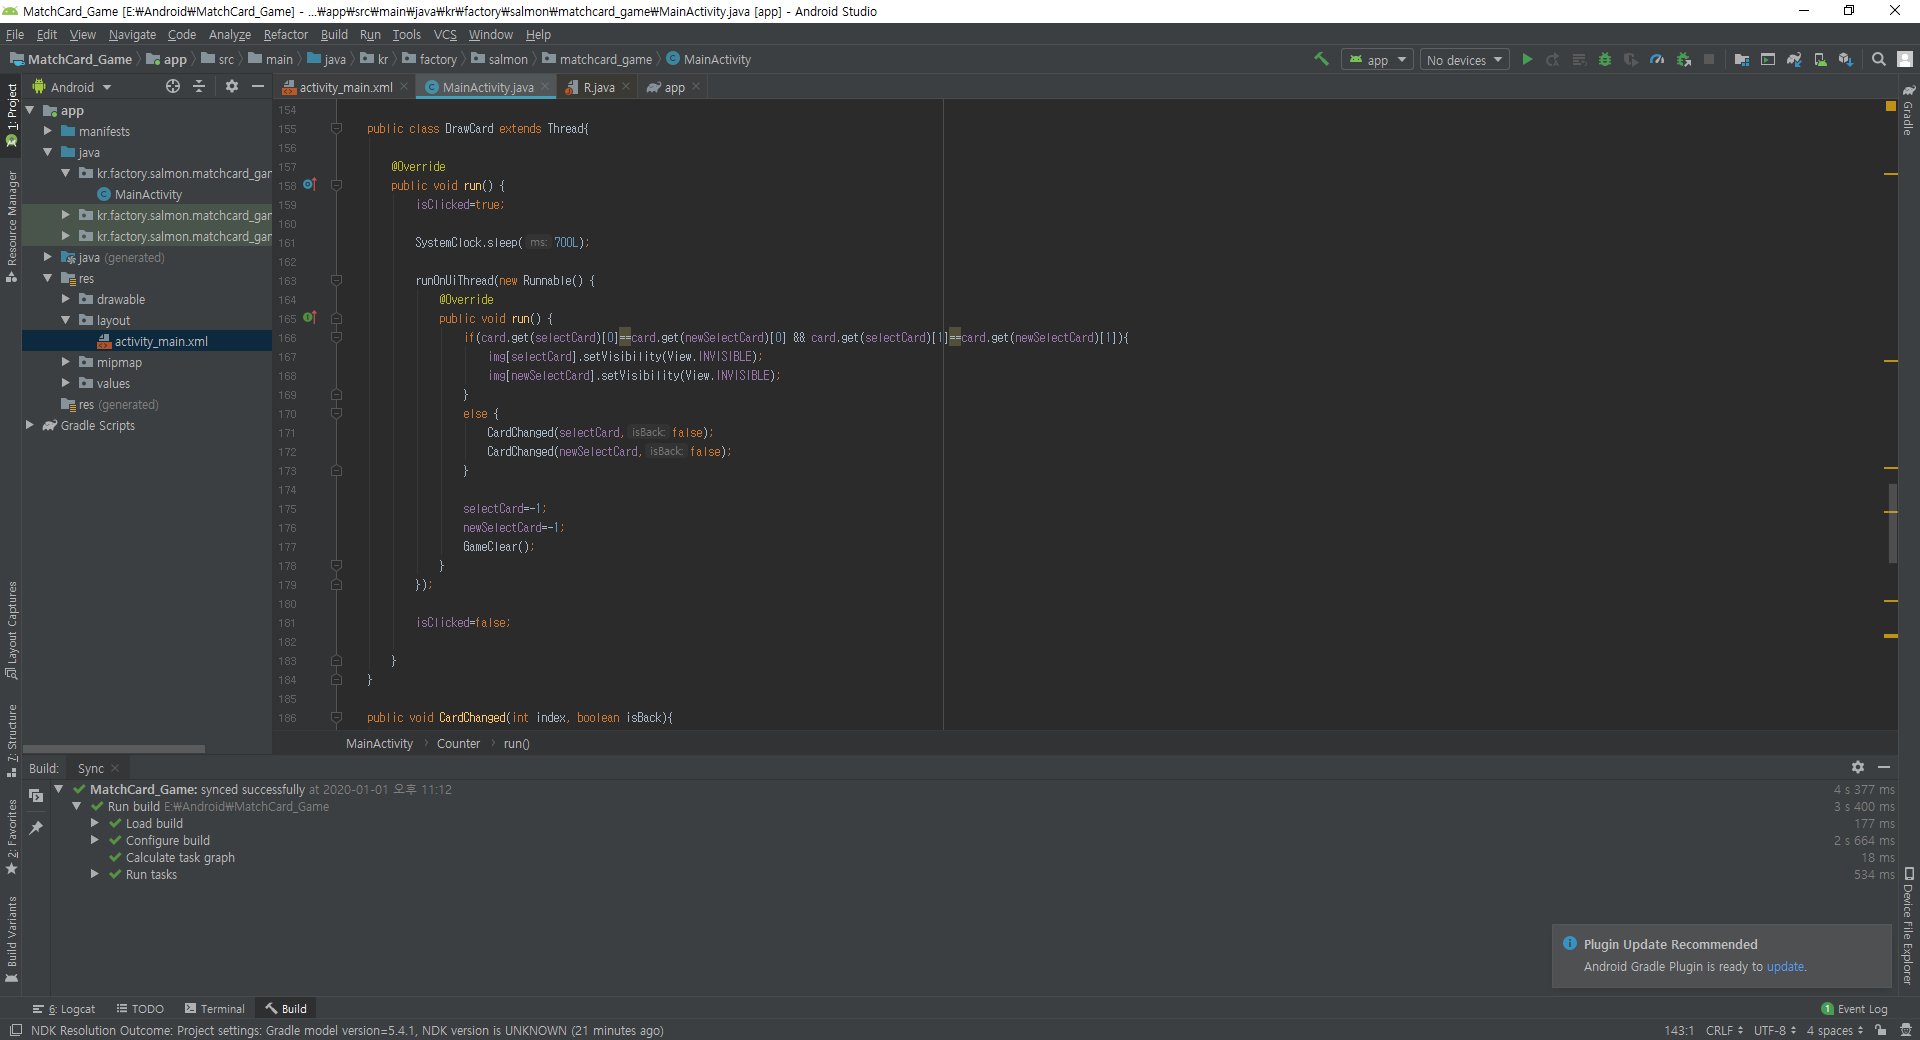 MatchCard_Game [E:₩Android₩MatchCard_Game] - ...₩app₩src₩main₩java₩kr₩factory₩salmon₩matchcard_game₩MainActivity.java [app] - Android Studio
File Edit View Navigate Code Analyze Refactor Build Run Tools VCS Window Help
MatchCard_Game app src main java kr factory salmon matchcard_game MainActivity app No devices
Android activity_main.xml MainActivity.java R.java app
1: Project
Resource Manager
Layout Captures
7: Structure
2: Favorites
Build Variants
app
manifests
java
kr.factory.salmon.matchcard_gam
MainActivity
kr.factory.salmon.matchcard_gam
kr.factory.salmon.matchcard_gam
java (generated)
res
drawable
layout
activity_main.xml
mipmap
values
res (generated)
Gradle Scripts
154
155 public class DrawCard extends Thread{
156
157 @Override
158 public void run() {
159 isClicked=true;
160
161 SystemClock.sleep( ms: 700L);
162
163 runOnUiThread(new Runnable() {
164 @Override
165 public void run() {
166 if(card.get(selectCard)[0]==card.get(newSelectCard)[0] && card.get(selectCard)[1]==card.get(newSelectCard)[1]){
167 img[selectCard].setVisibility(View.INVISIBLE);
168 img[newSelectCard].setVisibility(View.INVISIBLE);
169 }
170 else {
171 CardChanged(selectCard, isBack: false);
172 CardChanged(newSelectCard, isBack: false);
173 }
174
175 selectCard=-1;
176 newSelectCard=-1;
177 GameClear();
178 }
179 });
180
181 isClicked=false;
182
183 }
184 }
185
186 public void CardChanged(int index, boolean isBack){
MainActivity Counter run()
Gradle
Device File Explorer
Build: Sync
MatchCard_Game: synced successfully at 2020-01-01 오후 11:12 4 s 377 ms
Run build E:₩Android₩MatchCard_Game 3 s 400 ms
Load build 177 ms
Configure build 2 s 664 ms
Calculate task graph 18 ms
Run tasks 534 ms
Plugin Update Recommended
Android Gradle Plugin is ready to update.
6: Logcat TODO Terminal Build 1 Event Log
NDK Resolution Outcome: Project settings: Gradle model version=5.4.1, NDK version is UNKNOWN (21 minutes ago) 143:1 CRLF UTF-8 4 spaces